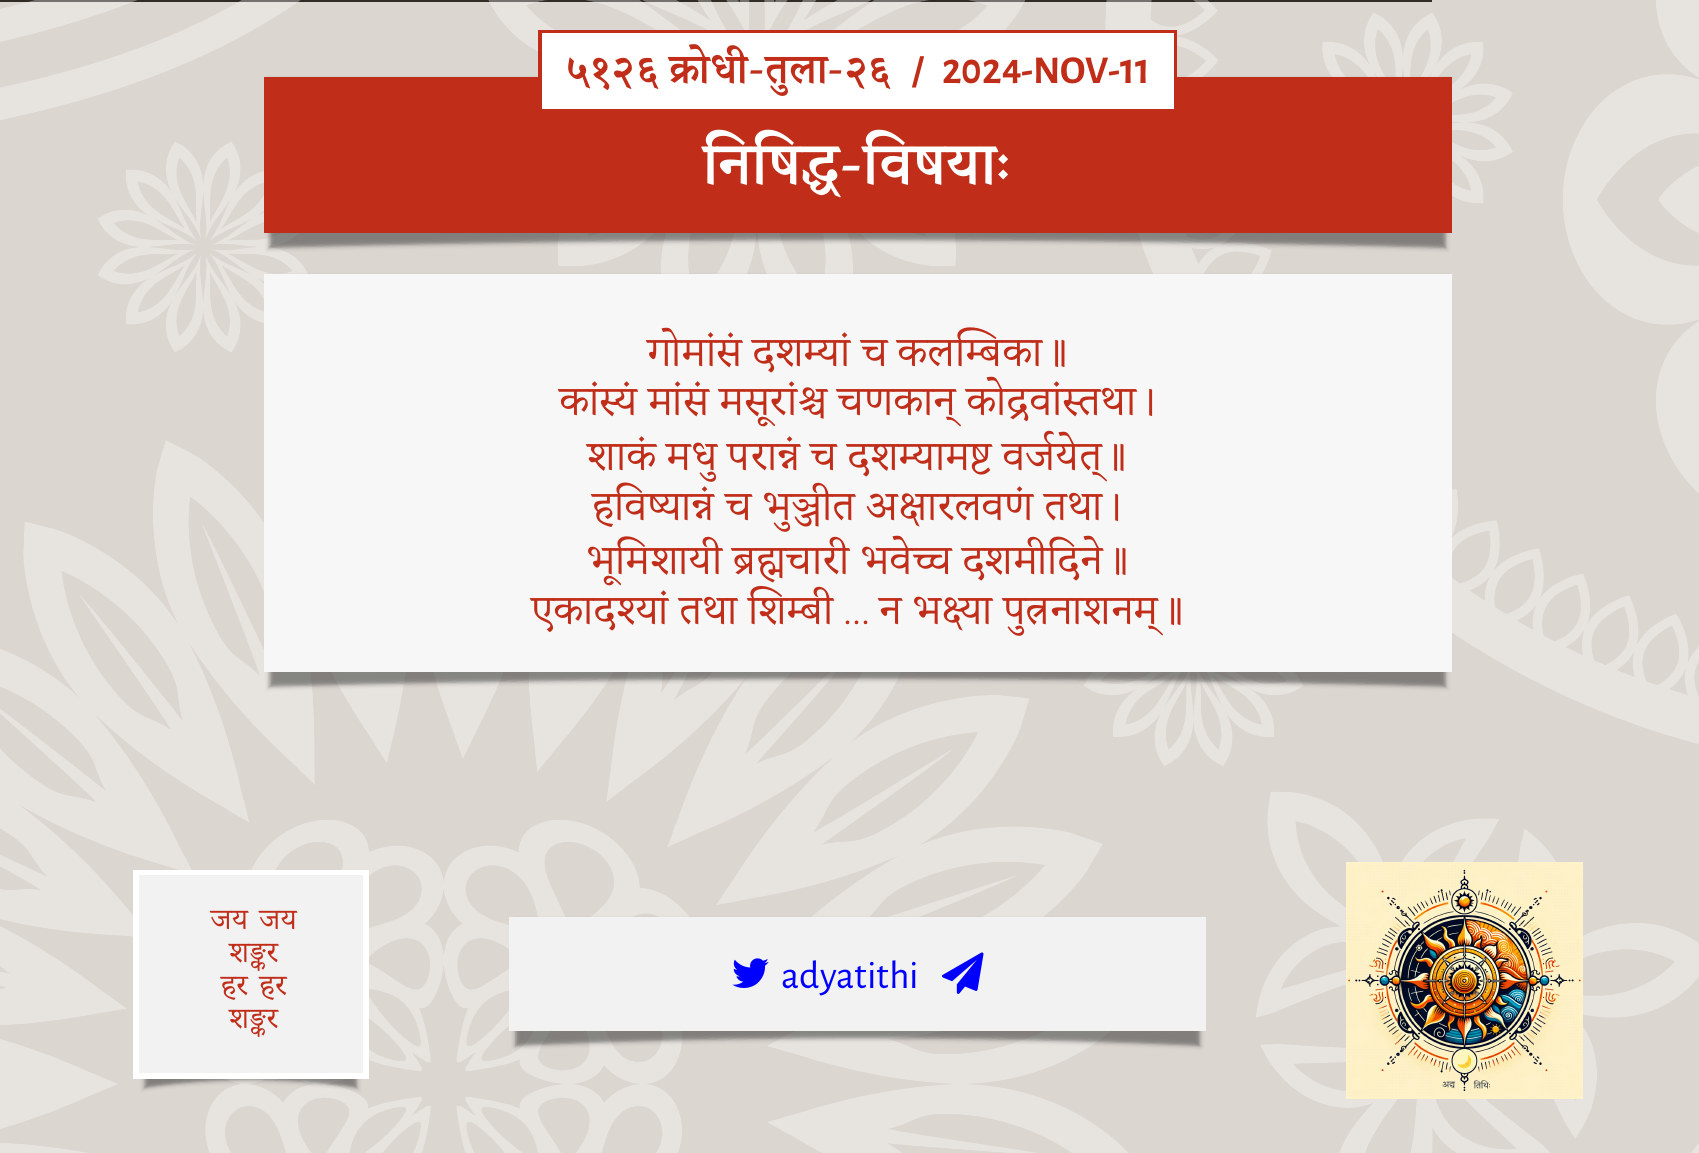 ५१२६ क्रोधी-तुला-२६ / 2024-NOV-11
निषिद्ध-विषयाः
गोमांसं दशम्यां च कलम्बिका॥
कांस्यं मांसं मसूरांश्च चणकान् कोद्रवांस्तथा।
शाकं मधु परान्नं च दशम्यामष्ट वर्जयेत्॥
हविष्यान्नं च भुञ्जीत अक्षारलवणं तथा।
भूमिशायी ब्रह्मचारी भवेच्च दशमीदिने॥
एकादश्यां तथा शिम्बी … न भक्ष्या पुत्रनाशनम्॥
जय जय
शङ्कर
हर हर
शङ्कर
adyatithi
अद्य तिथिः